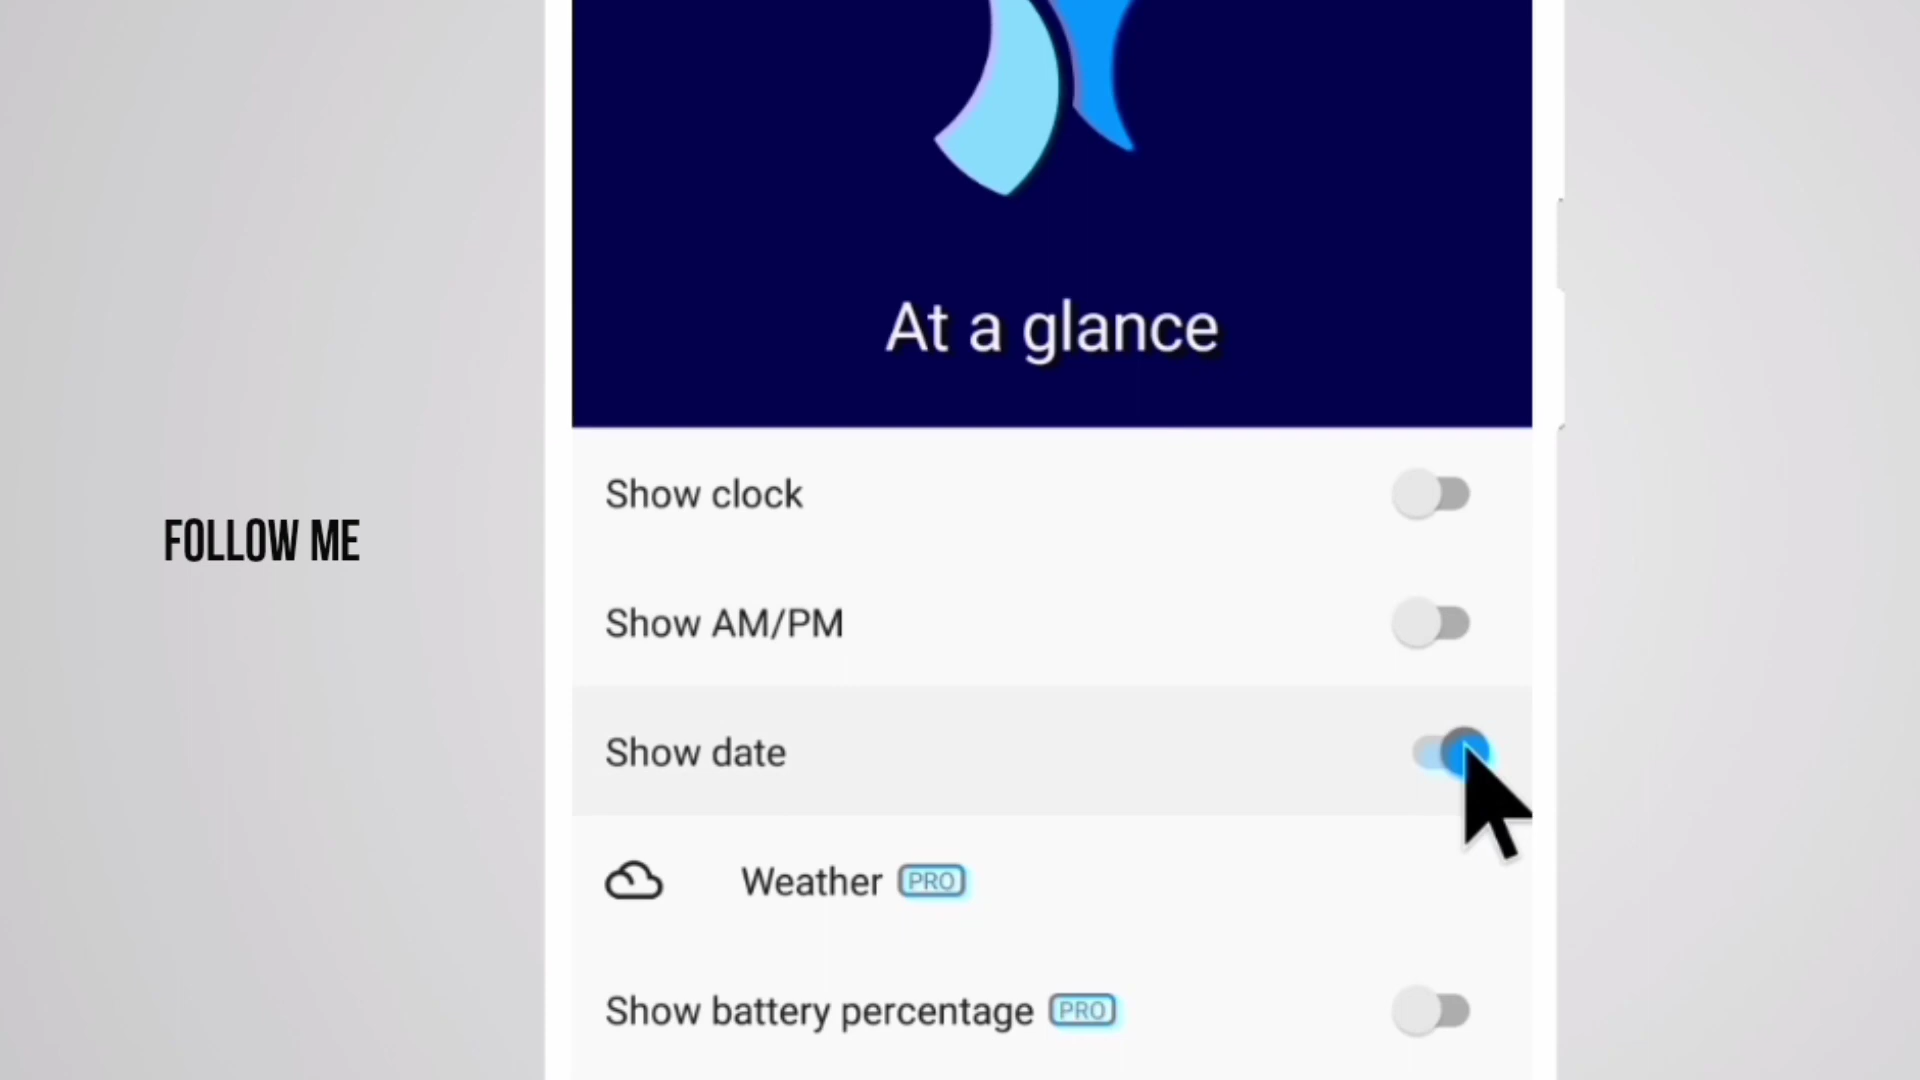 At a glance
Show clock
FOLLOW ME
Show AM/PM
Show date
Weather PRO
Show battery percentage PRO